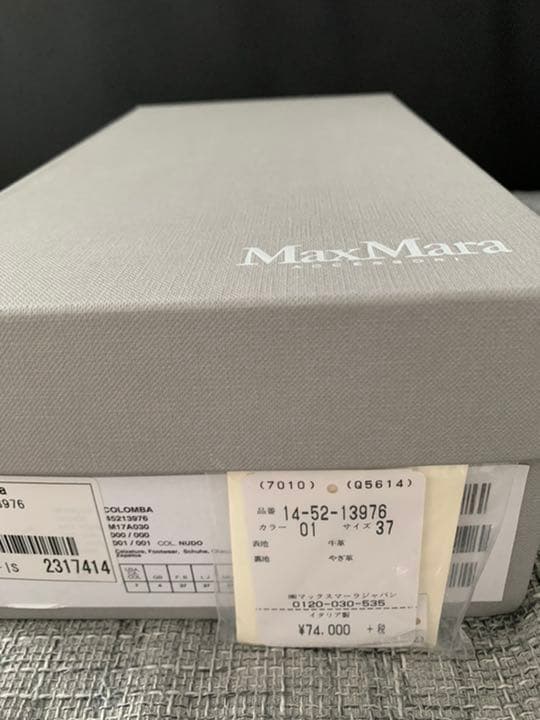 MaxMara
ACCESSORI
a
3976
-IS 2317414
COLOMBA
45213976
M17A030
000 / 000
001 / 001 COL. NUDO
Calzature, Footwear, Schuhe,
Zapatos
(7010) (Q5614)
品番 14-52-13976
カラー 01 サイズ 37
表地 牛革
裏地 やぎ革
㈱マックスマーラジャパン
0120-030-535
イタリア製
¥74.000 +税